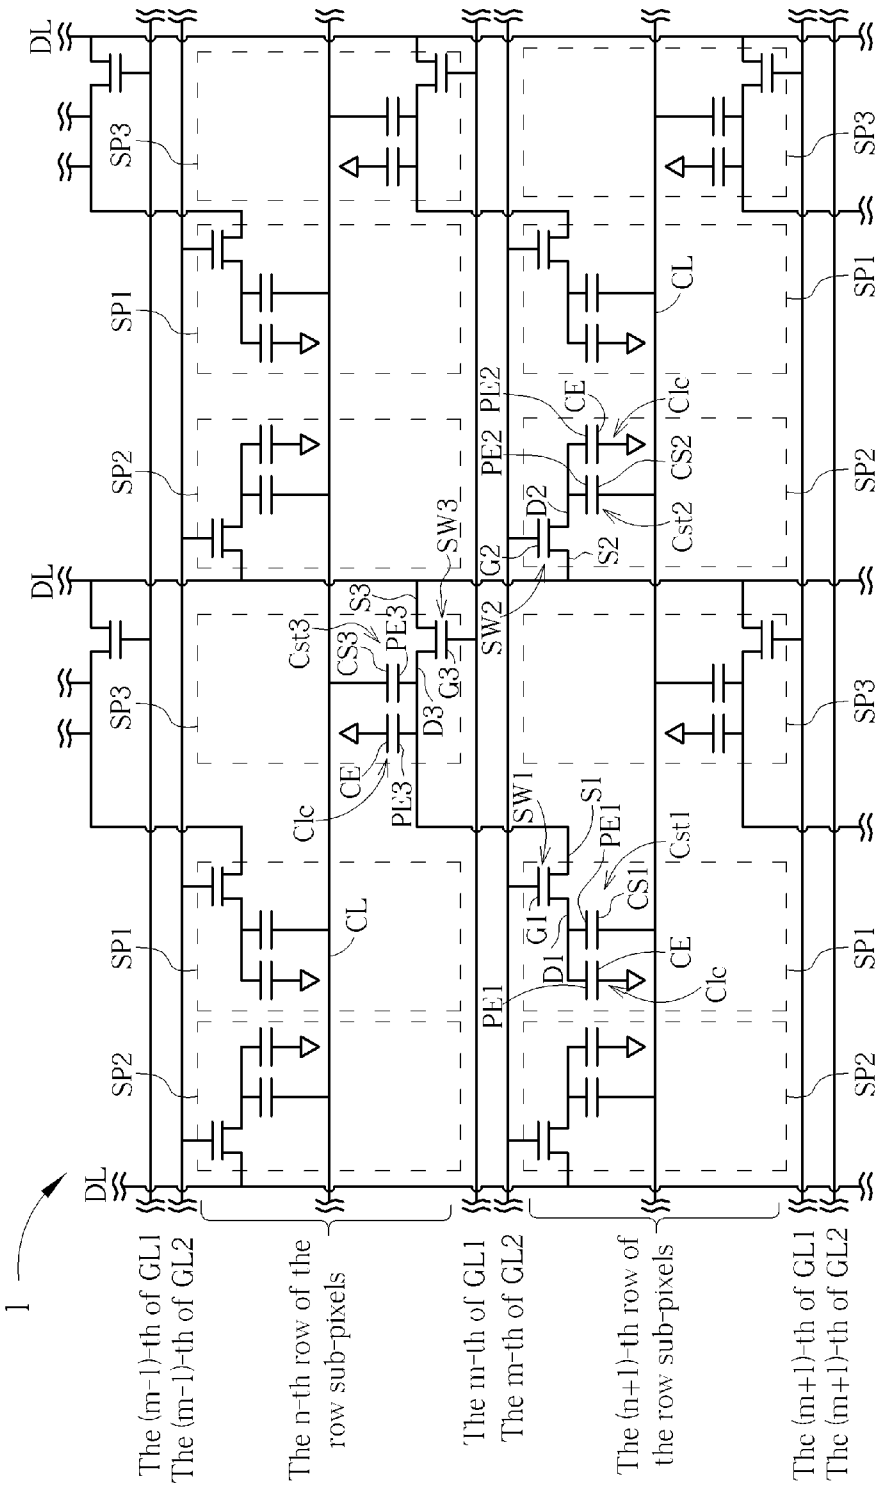 1
DL
DL
DL
SP2
SP1
SP3
SP2
SP1
SP3
The (m-1)-th of GL1
The (m-1)-th of GL2
The n-th row of the
row sub-pixels
Clc
Cst3
CE
CS3
CL
S3
PE3
PE3
D3
G3
SW3
The m-th of GL1
The m-th of GL2
PE1
SW2
G2
PE2
PE2
SW1
G1
D2
D1
CE
S1
S2
PE1
The (n+1)-th row of
the row sub-pixels
CS1
CE
Cst1
Cst2
CS2
Clc
CL
Clc
The (m+1)-th of GL1
The (m+1)-th of GL2
SP2
SP1
SP3
SP2
SP1
SP3